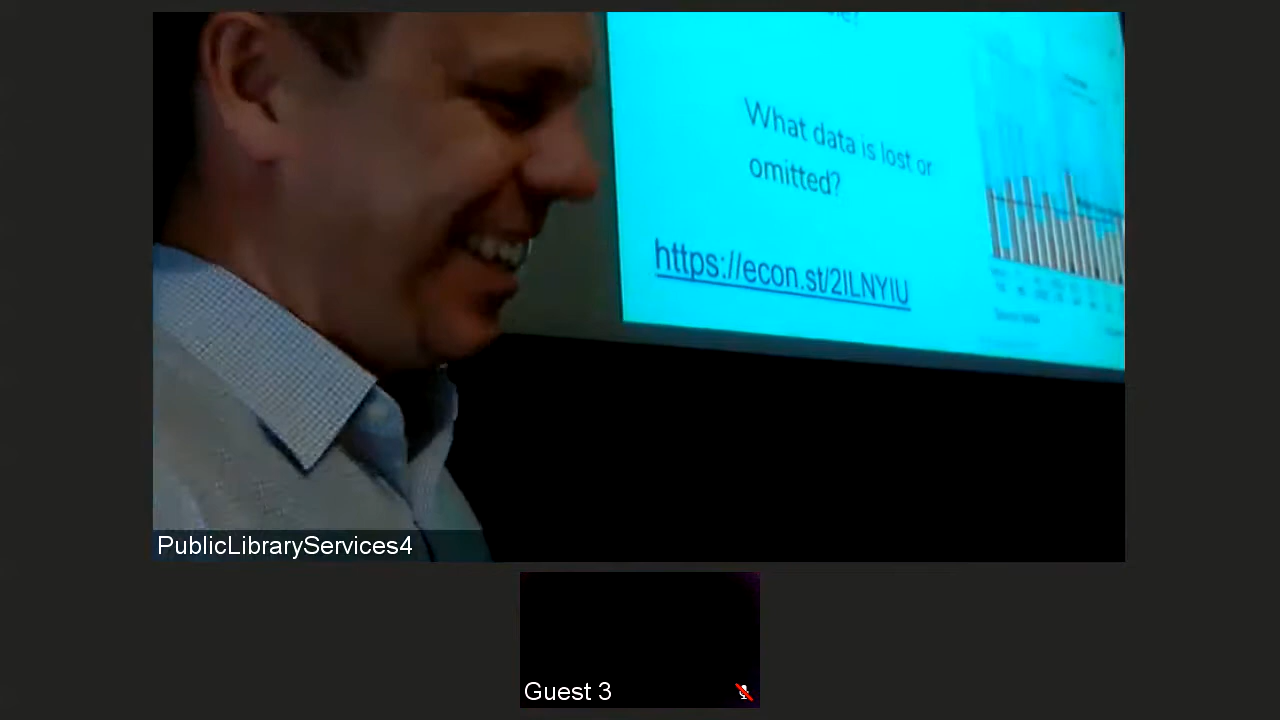 What data is lost or
omitted?
https://econ.st/2ILNYIU
PublicLibraryServices4
Guest 3